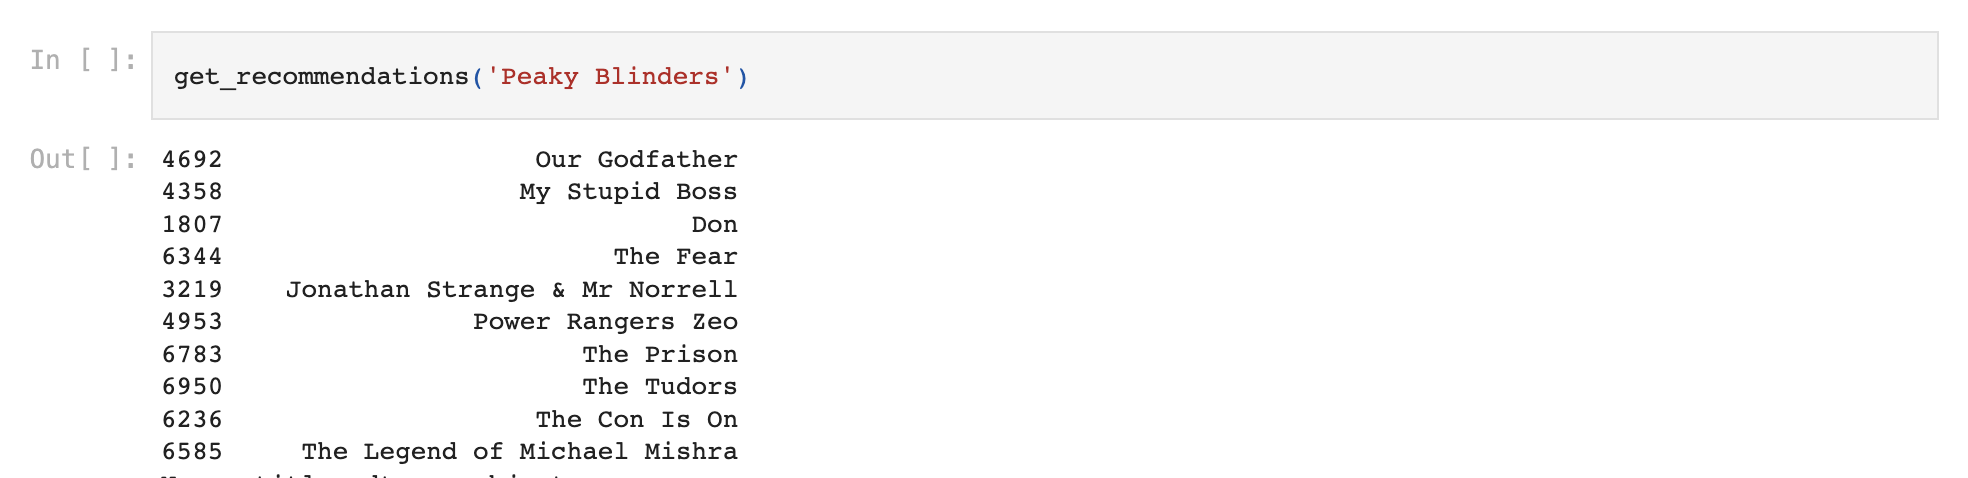 In [ ]:
get_recommendations('Peaky Blinders')
Out[ ]:
4692 Our Godfather
4358 My Stupid Boss
1807 Don
6344 The Fear
3219 Jonathan Strange & Mr Norrell
4953 Power Rangers Zeo
6783 The Prison
6950 The Tudors
6236 The Con Is On
6585 The Legend of Michael Mishra